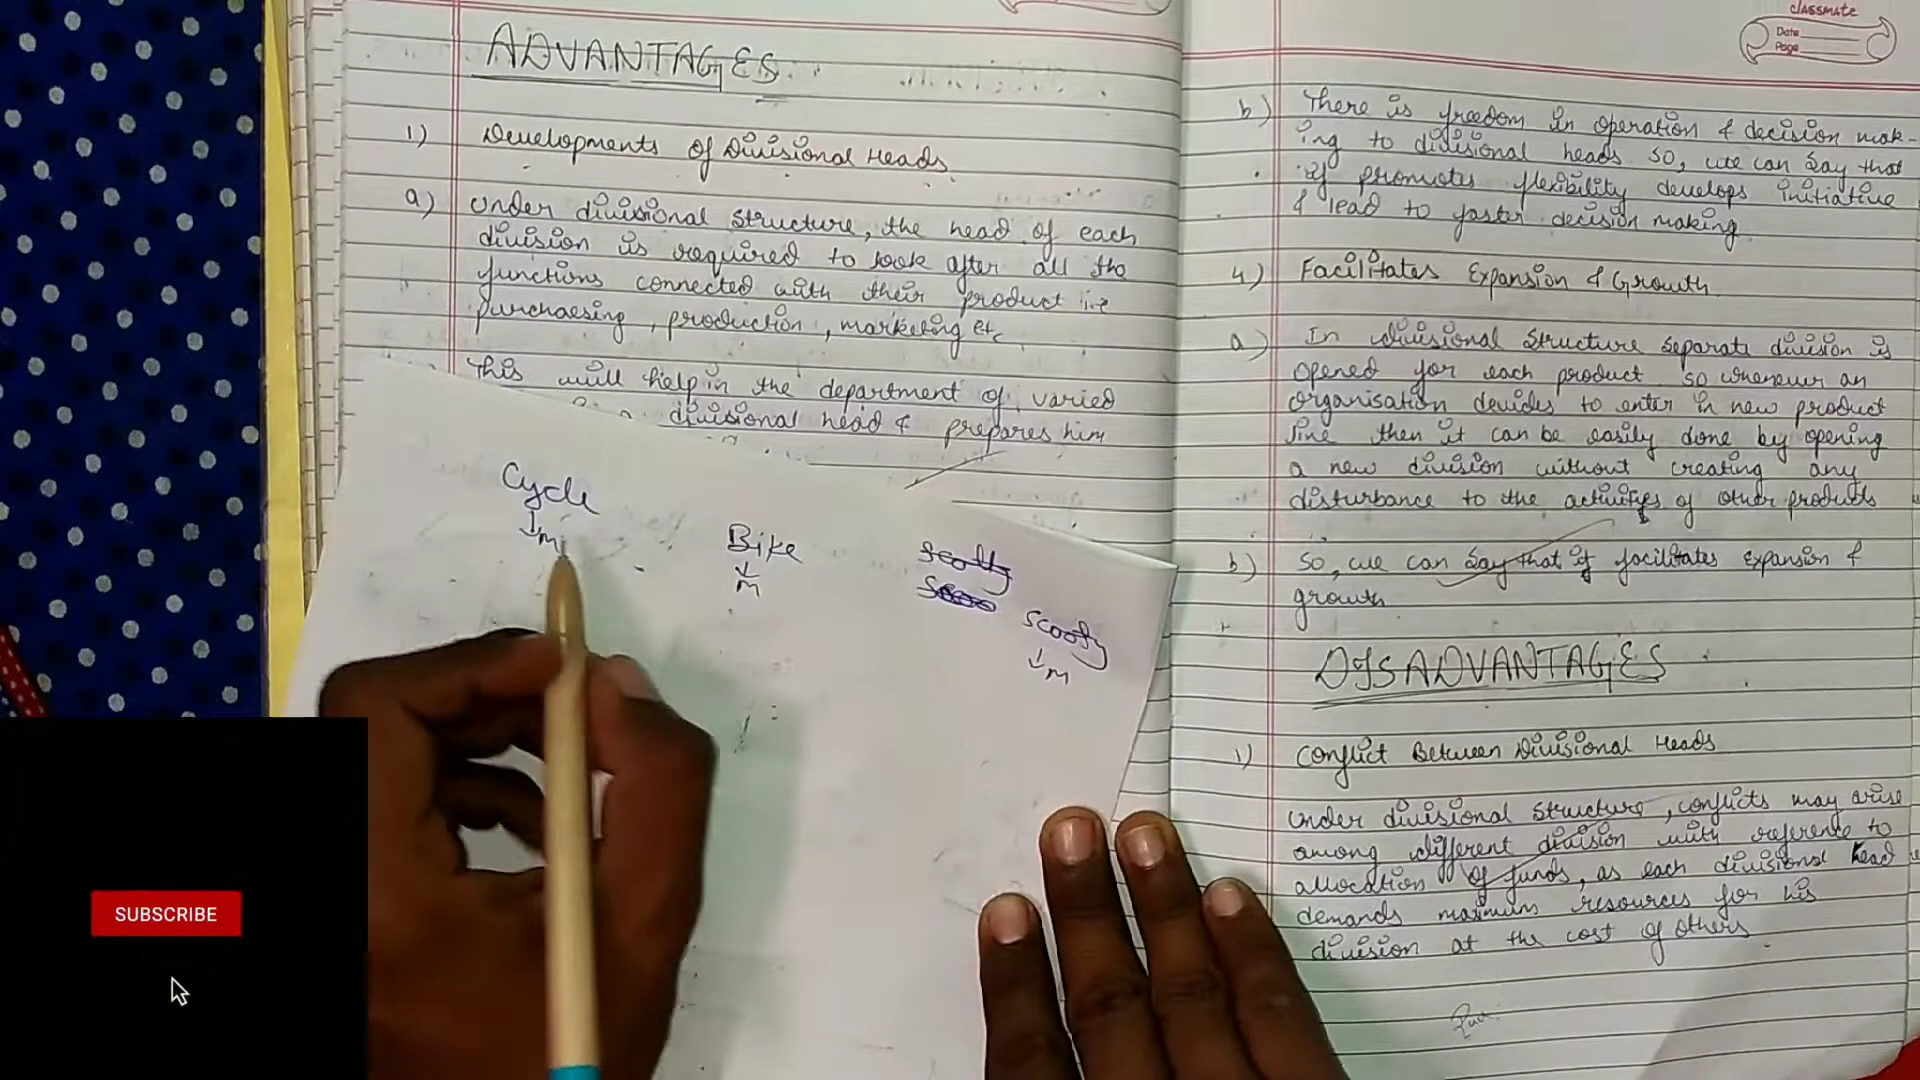 ADVANTAGES
1) Developments of Divisional Heads
a) Under divisional structure, the head of each
division is required to look after all the
functions connected with their product i.e
purchaesing, production, marketing etc
This will help in the department of varied
divisional head & prepares him
Cycle
m
Bike
m
scooty
m
classmate
Date
Page
b) There is freedom in operation & decision mak-
ing to divisional heads so, we can say that
if promotes flexibility develops initiative
& lead to faster decision making
4) Facilitates Expansion & Growth
a) In divisional structure separate division is
opened for each product so whenever an
organisation devides to enter in new product
line then it can be easily done by opening
a new division without creating any
disturbance to the activities of other products
b) So, we can say that it facilitates expansion &
growth
DISADVANTAGES
1) Conflict Between Divisional Heads
Under divisional structure, conflicts may arise
among different division with reference to
allocation of funds, as each divisional head
demands maximum resources for his
division at the cost of others
SUBSCRIBE